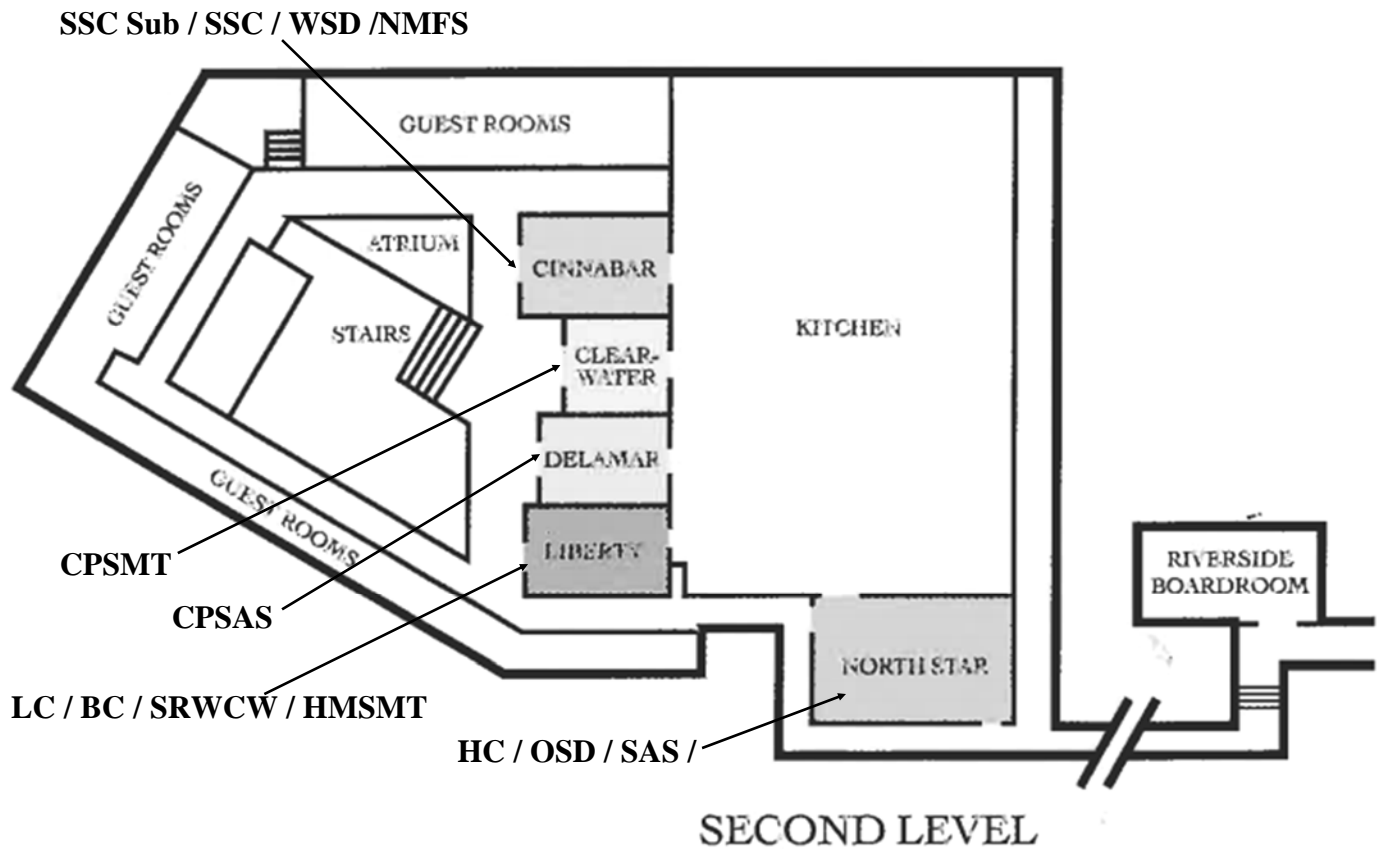 SSC Sub / SSC / WSD /NMFS
GUEST ROOMS
GUEST ROOMS
ATRIUM
CINNABAR
STAIRS
CLEAR-
WATER
KITCHEN
DELAMAR
GUEST ROOMS
LIBERTY
RIVERSIDE
BOARDROOM
CPSMT
CPSAS
NORTH STAR
LC / BC / SRWCW / HMSMT
HC / OSD / SAS /
SECOND LEVEL